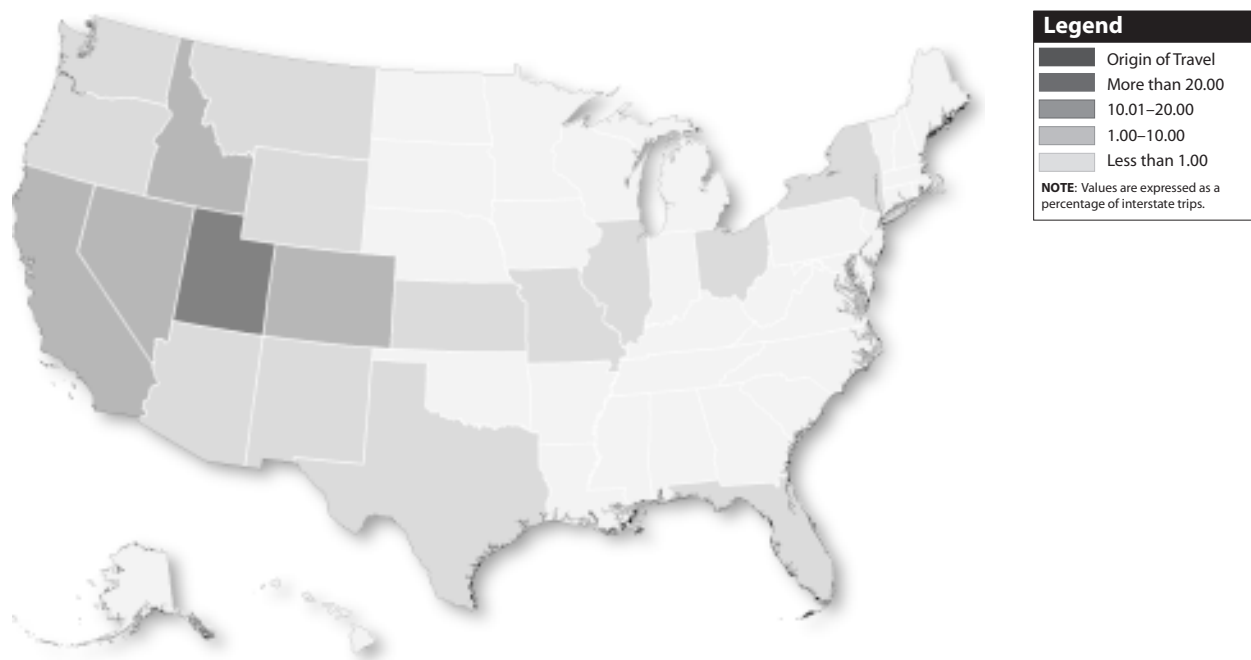 Legend
Origin of Travel
More than 20.00
10.01–20.00
1.00–10.00
Less than 1.00
NOTE: Values are expressed as a
percentage of interstate trips.